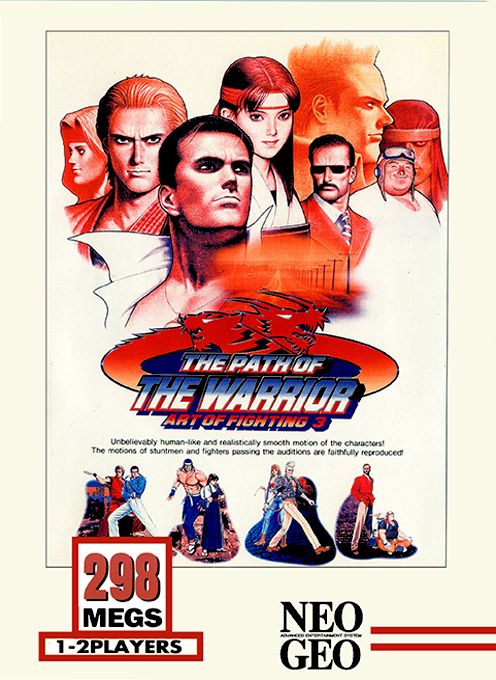 THE PATH OF
THE WARRIOR
ART OF FIGHTING 3
Unbelievably human-like and realistically smooth motion of the characters!
The motions of stuntmen and fighters passing the auditions are faithfully reproduced!
298
MEGS
1-2PLAYERS
NEO
ADVANCED ENTERTAINMENT SYSTEM
GEO